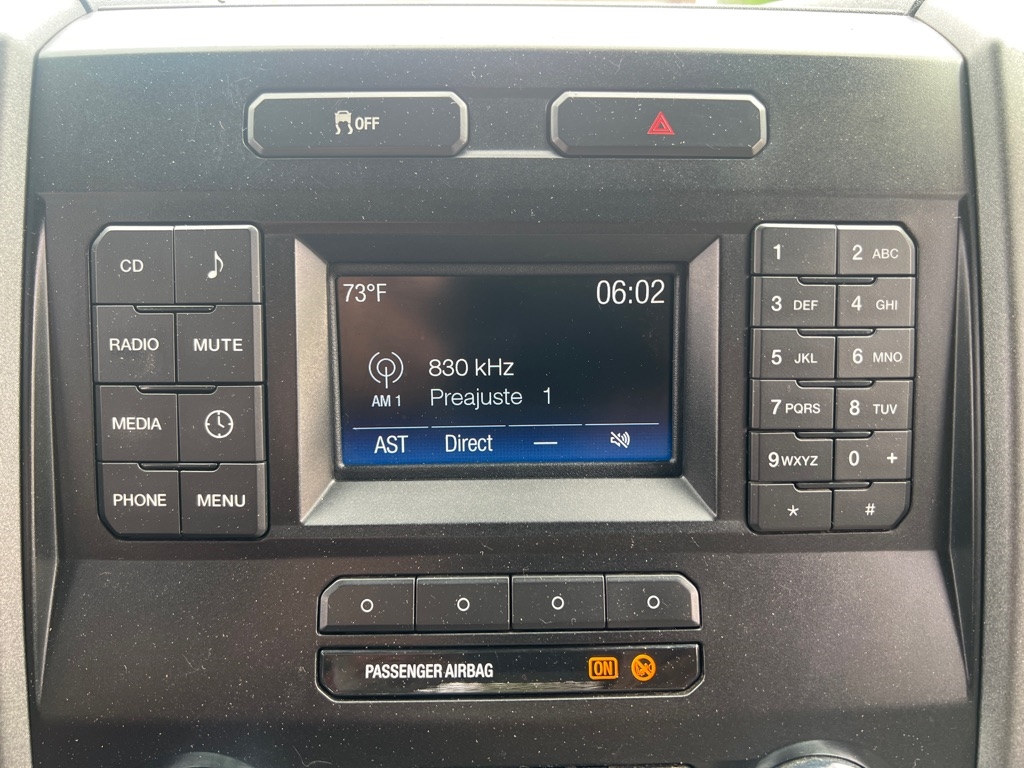 OFF
CD
RADIO MUTE
MEDIA
PHONE MENU
73°F 06:02
830 kHz
AM 1 Preajuste 1
AST Direct —
1 2 ABC
3 DEF 4 GHI
5 JKL 6 MNO
7 PQRS 8 TUV
9 WXYZ 0 +
* #
PASSENGER AIRBAG ON